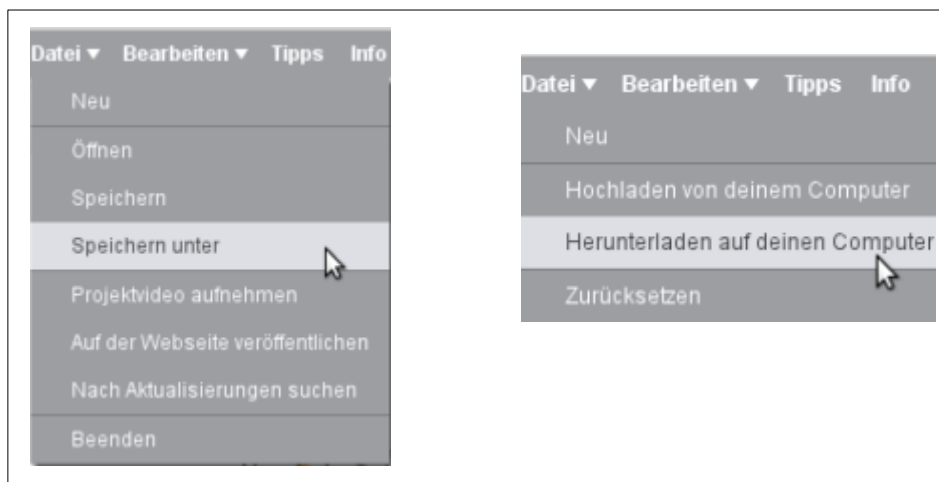 Datei ▼ Bearbeiten ▼ Tipps Info
Neu
Öffnen
Speichern
Speichern unter
Projektvideo aufnehmen
Auf der Webseite veröffentlichen
Nach Aktualisierungen suchen
Beenden
Datei ▼ Bearbeiten ▼ Tipps Info
Neu
Hochladen von deinem Computer
Herunterladen auf deinen Computer
Zurücksetzen